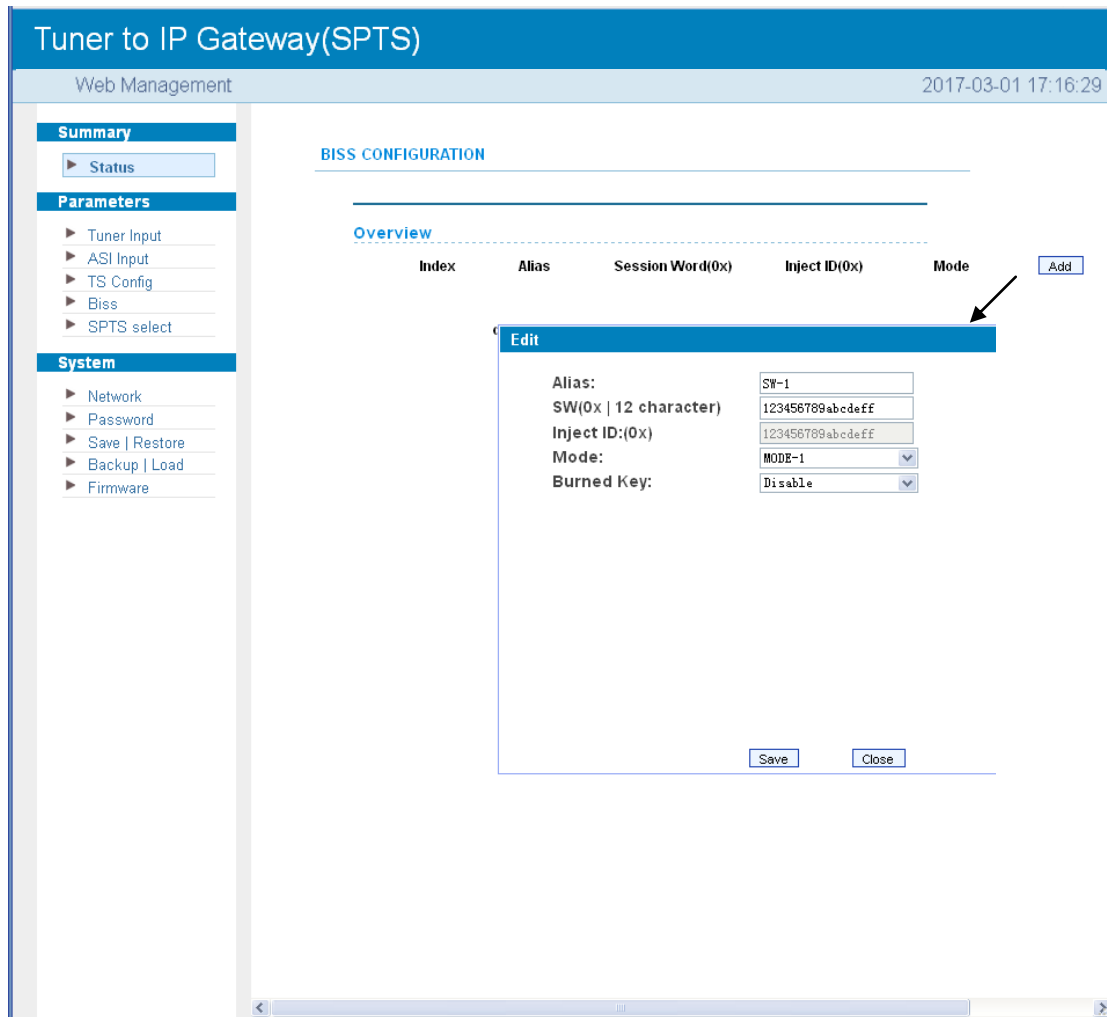 Tuner to IP Gateway(SPTS)
Web Management 2017-03-01 17:16:29
Summary
Status
Parameters
Tuner Input
ASI Input
TS Config
Biss
SPTS select
System
Network
Password
Save | Restore
Backup | Load
Firmware
BISS CONFIGURATION
Overview
Index Alias Session Word(0x) Inject ID(0x) Mode Add
Edit
Alias: SW-1
SW(0x | 12 character) 123456789abcdeff
Inject ID:(0x) 123456789abcdeff
Mode: MODE-1
Burned Key: Disable
Save Close